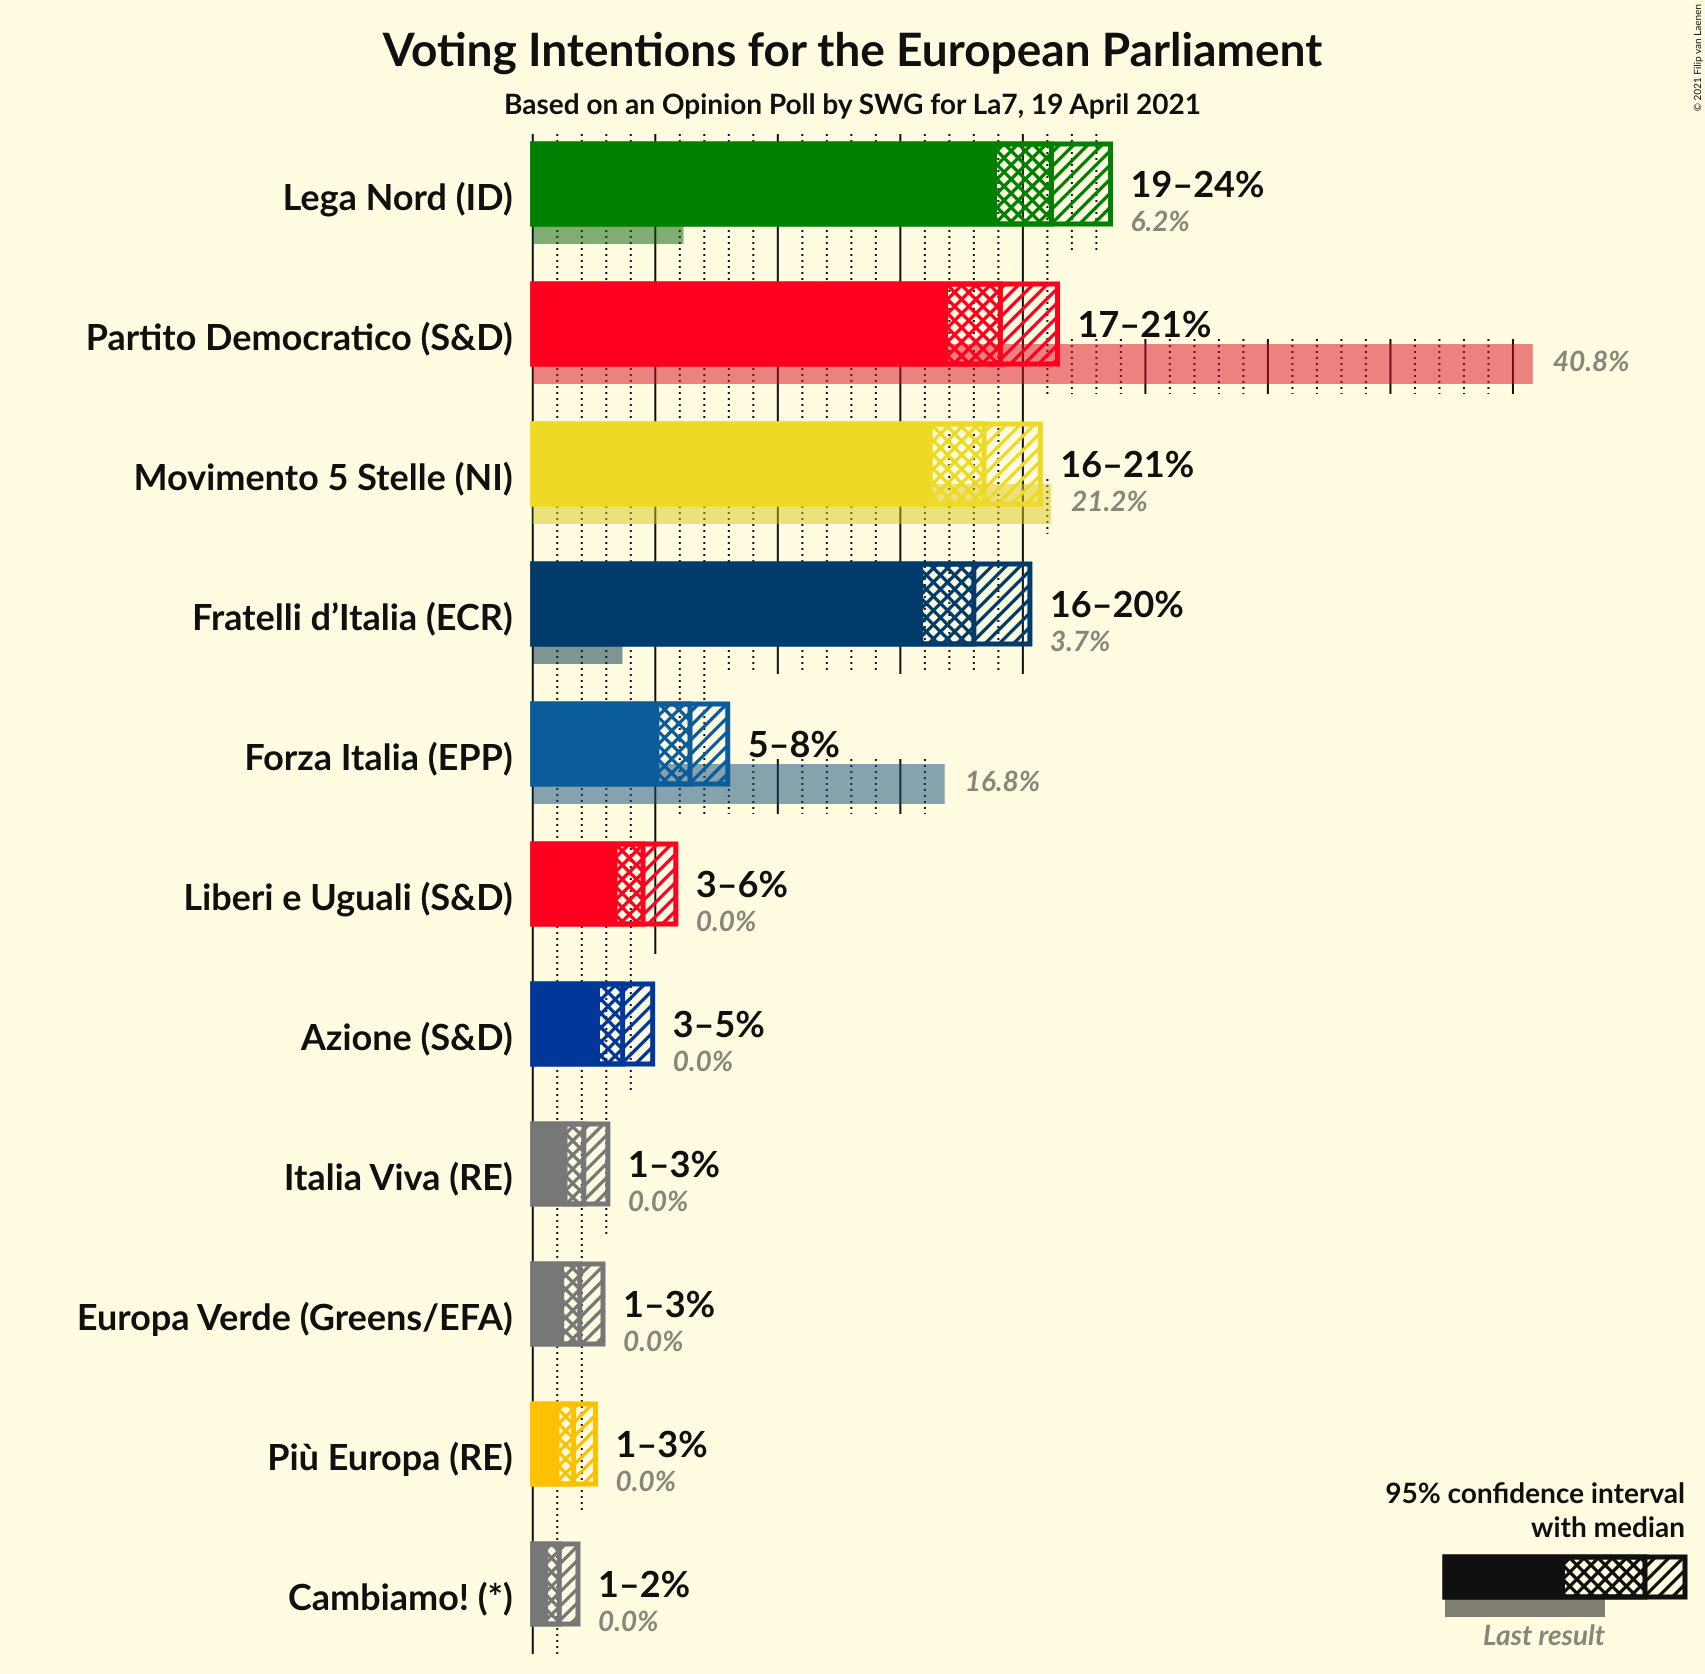 Voting Intentions for the European Parliament
Based on an Opinion Poll by SWG for La7, 19 April 2021
© 2021 Filip van Laenen
Lega Nord (ID)
19–24%
6.2%
Partito Democratico (S&D)
17–21%
40.8%
Movimento 5 Stelle (NI)
16–21%
21.2%
Fratelli d’Italia (ECR)
16–20%
3.7%
Forza Italia (EPP)
5–8%
16.8%
Liberi e Uguali (S&D)
3–6%
0.0%
Azione (S&D)
3–5%
0.0%
Italia Viva (RE)
1–3%
0.0%
Europa Verde (Greens/EFA)
1–3%
0.0%
Più Europa (RE)
1–3%
0.0%
Cambiamo! (*)
1–2%
0.0%
95% confidence interval
with median
Last result